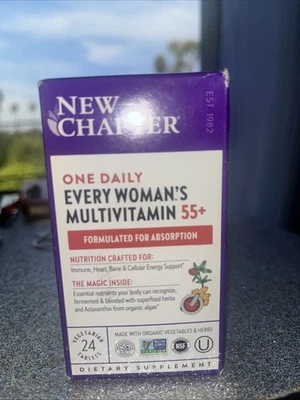 NEW
CHAPTER
EST. 1982
ONE DAILY
EVERY WOMAN'S
MULTIVITAMIN 55+
FORMULATED FOR ABSORPTION
NUTRITION CRAFTED FOR:
Immune, Heart, Bone & Cellular Energy Support*
THE MAGIC INSIDE:
Essential nutrients your body can recognize,
fermented & blended with superfood herbs
and Astaxanthin from organic algae*
24
VEGETARIAN
TABLETS
MADE WITH ORGANIC VEGETABLES & HERBS
NON
GMO
NSF
U
DIETARY SUPPLEMENT